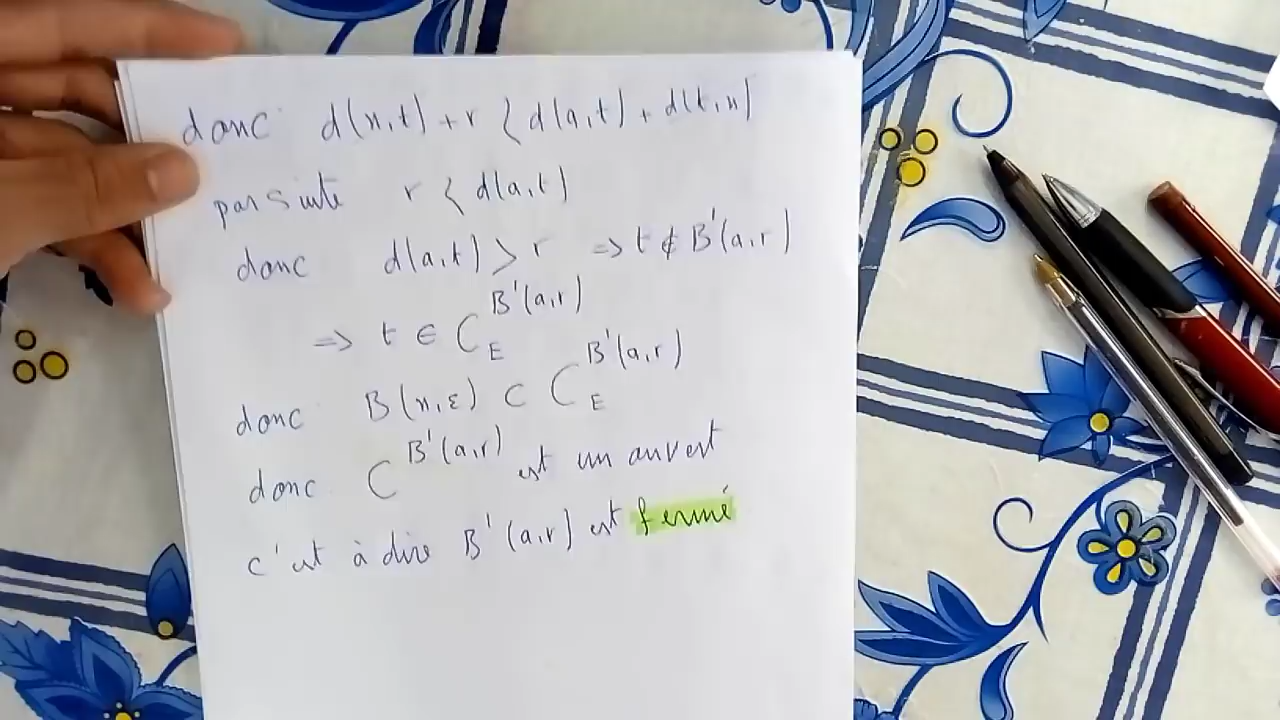 donc d(x,t) + r < d(a,t) + d(t,x)
par suite r < d(a,t)
donc d(a,t) > r => t ∉ B'(a,r)
=> t ∈ C_E^{B'(a,r)}
donc B(x,ε) ⊂ C_E^{B'(a,r)}
donc C^{B'(a,r)} est un ouvert
c'est à dire B'(a,r) est fermé